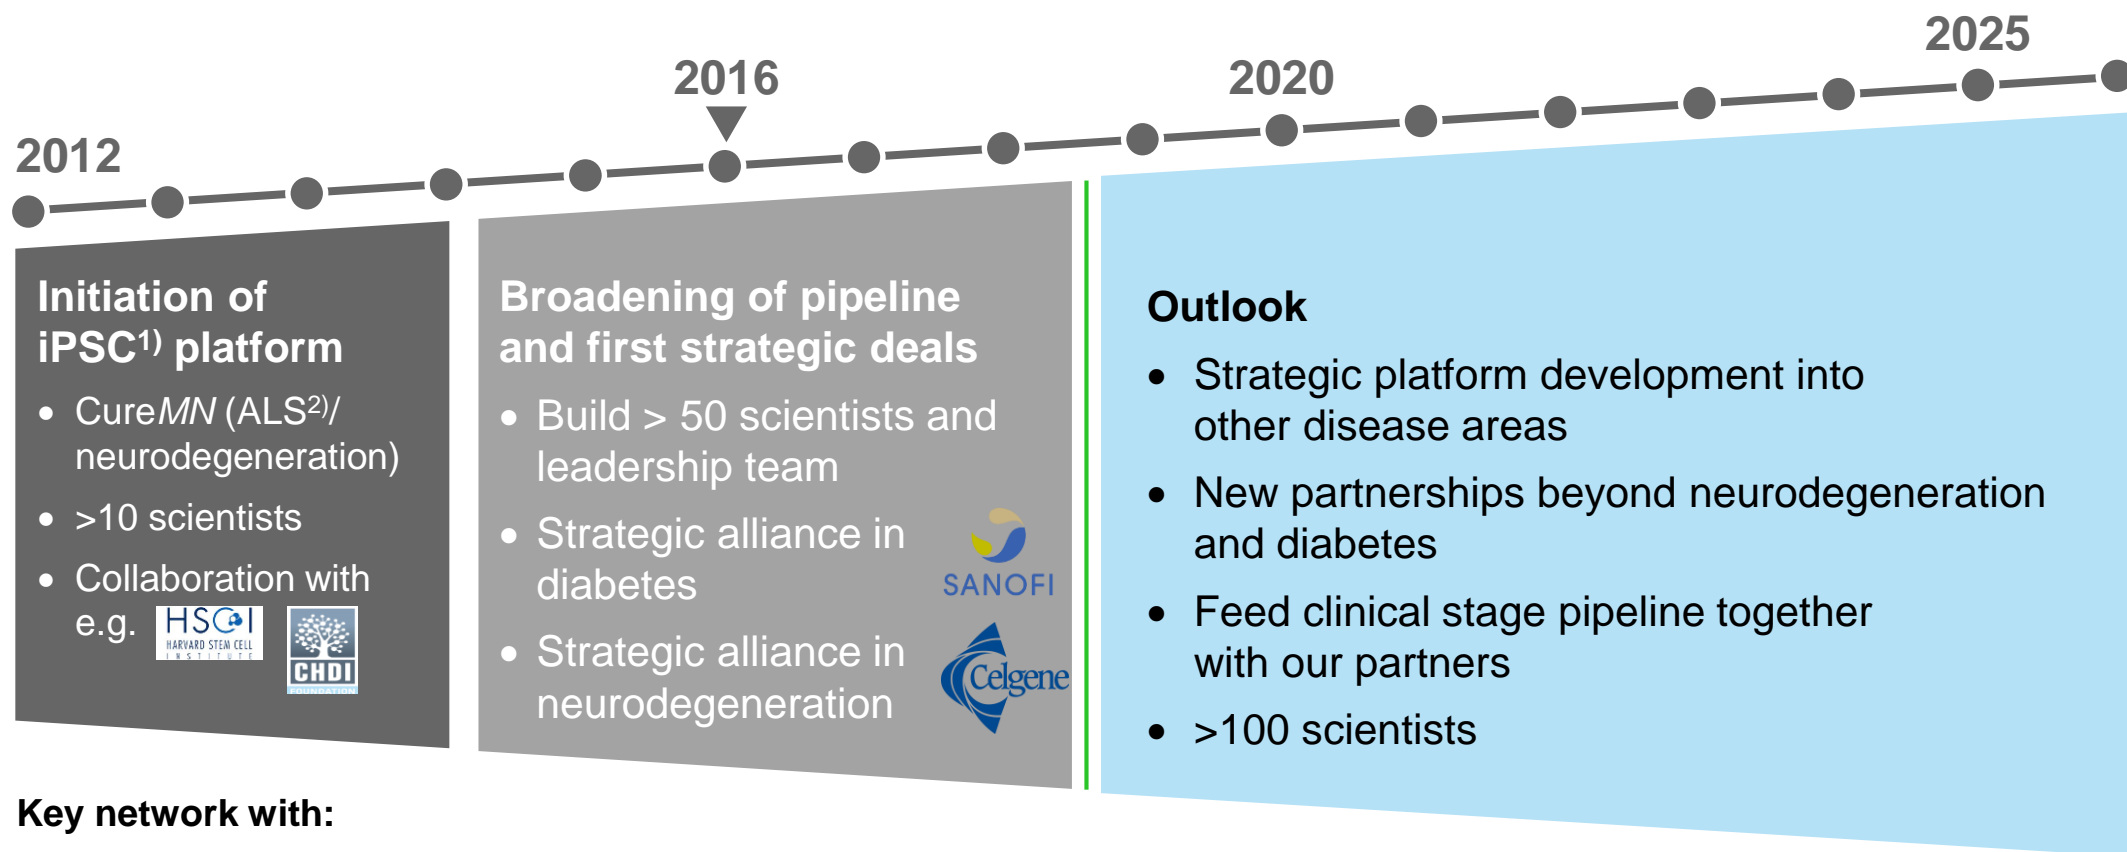 2012
2016
2020
2025
Initiation of
iPSC1) platform
• CureMN (ALS2)/
neurodegeneration)
• >10 scientists
• Collaboration with
e.g.
HSCI
HARVARD STEM CELL
INSTITUTE
CHDI
FOUNDATION
Broadening of pipeline
and first strategic deals
• Build > 50 scientists and
leadership team
• Strategic alliance in
diabetes
SANOFI
• Strategic alliance in
neurodegeneration
Celgene
Outlook
• Strategic platform development into
other disease areas
• New partnerships beyond neurodegeneration
and diabetes
• Feed clinical stage pipeline together
with our partners
• >100 scientists
Key network with: